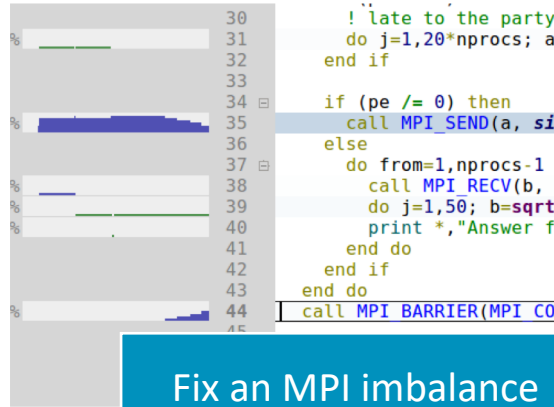 30 ! late to the party
% 31 do j=1,20*nprocs; a
32 end if
33
34 if (pe /= 0) then
% 35 call MPI_SEND(a, si
36 else
37 do from=1,nprocs-1
% 38 call MPI_RECV(b,
% 39 do j=1,50; b=sqrt
% 40 print *,"Answer f
41 end do
42 end if
43 end do
% 44 call MPI_BARRIER(MPI_CO
45
Fix an MPI imbalance